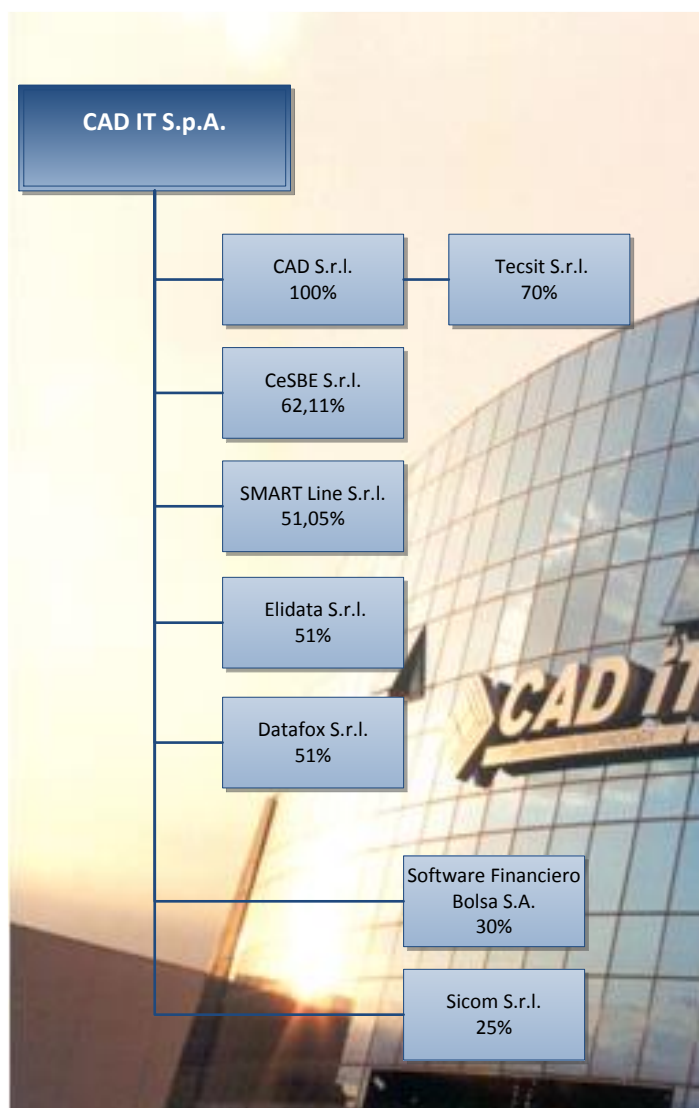 CAD IT S.p.A.
CAD S.r.l.
100%
Tecsit S.r.l.
70%
CeSBE S.r.l.
62,11%
SMART Line S.r.l.
51,05%
Elidata S.r.l.
51%
Datafox S.r.l.
51%
CAD iT
Software Financiero
Bolsa S.A.
30%
Sicom S.r.l.
25%